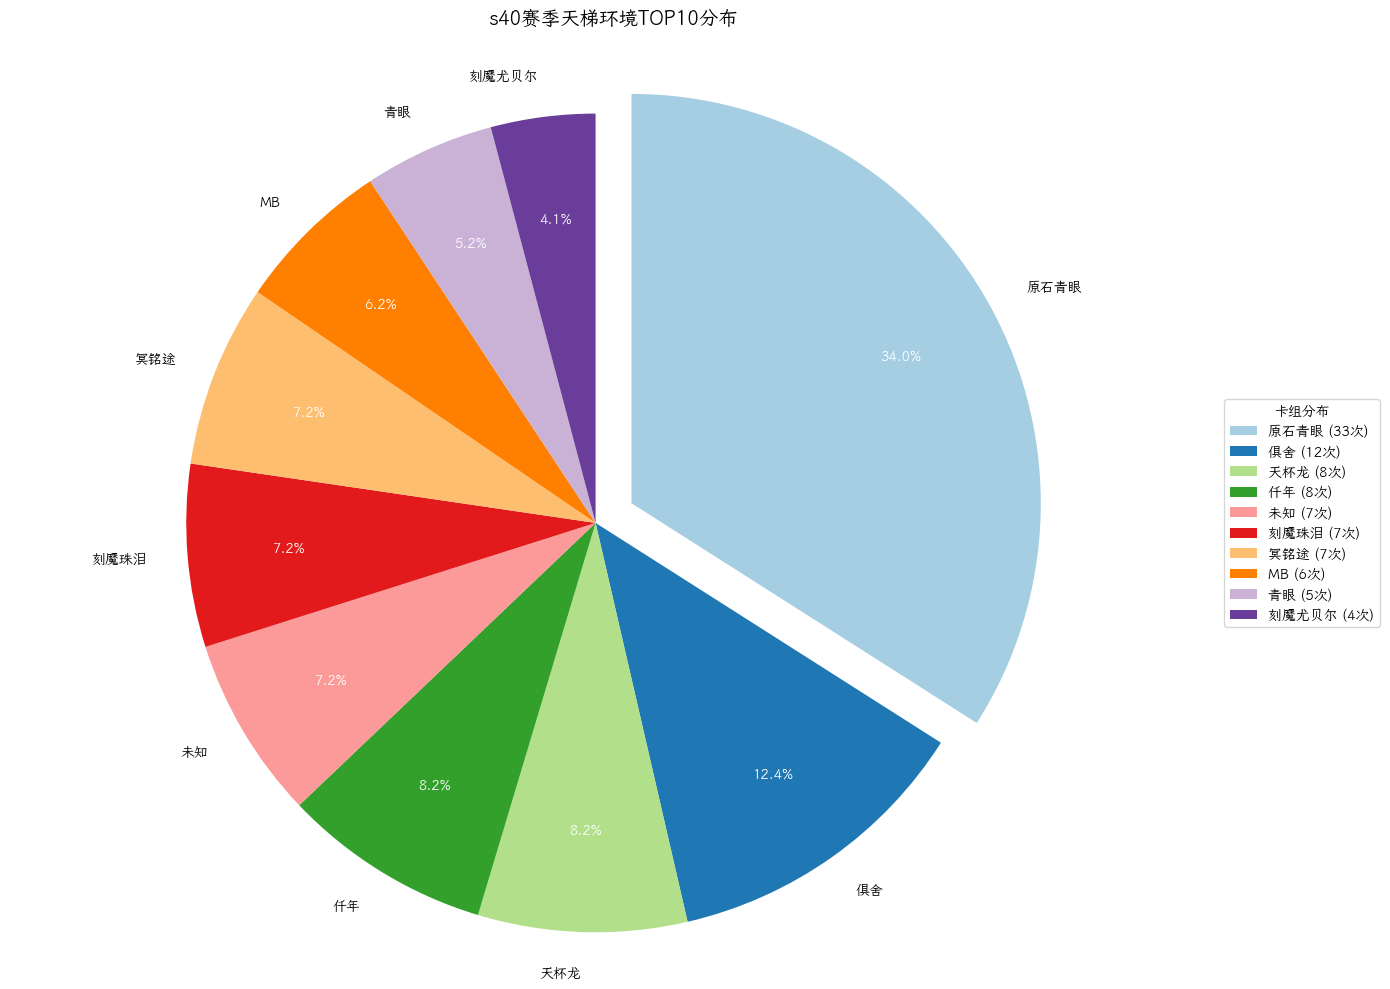 s40赛季天梯环境TOP10分布
刻魔尤贝尔
青眼
MB
冥铭途
刻魔珠泪
未知
仟年
天杯龙
俱舍
原石青眼
4.1%
5.2%
6.2%
7.2%
7.2%
7.2%
8.2%
8.2%
12.4%
34.0%
卡组分布
原石青眼 (33次)
俱舍 (12次)
天杯龙 (8次)
仟年 (8次)
未知 (7次)
刻魔珠泪 (7次)
冥铭途 (7次)
MB (6次)
青眼 (5次)
刻魔尤贝尔 (4次)